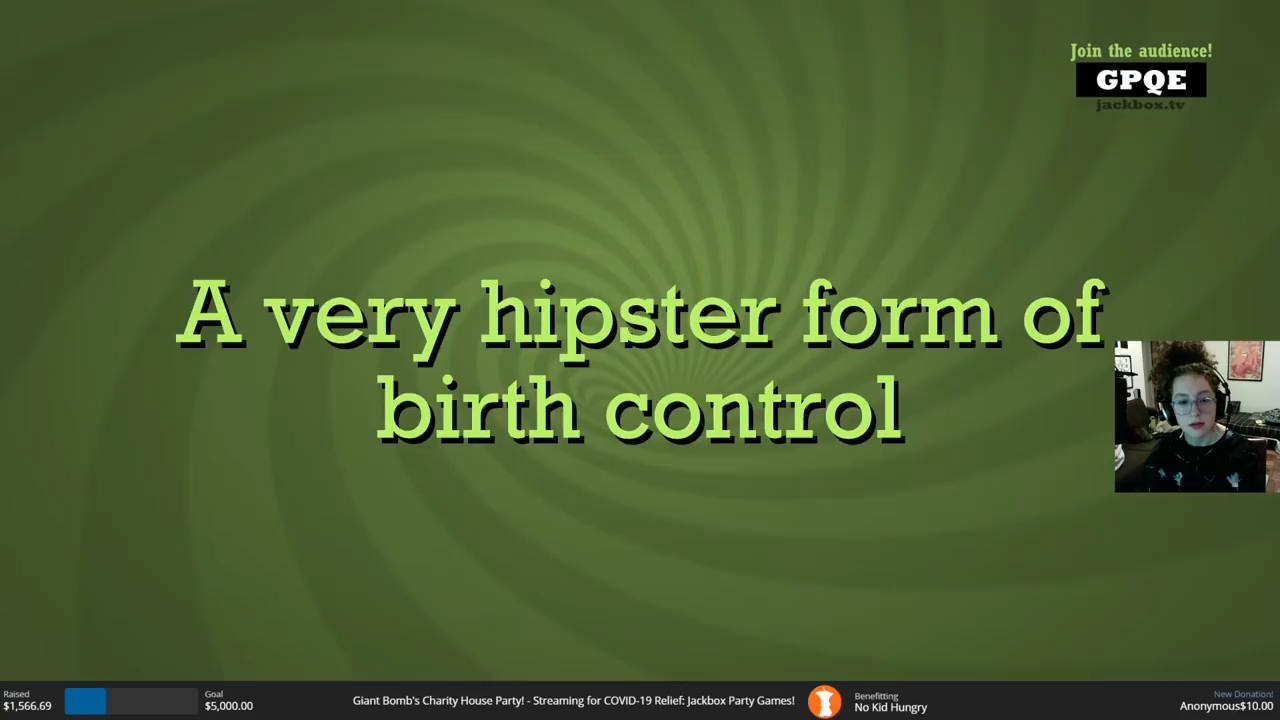 Join the audience!
GPQE
jackbox.tv
A very hipster form of
birth control
Raised
$1,566.69
Goal
$5,000.00
Giant Bomb's Charity House Party! - Streaming for COVID-19 Relief: Jackbox Party Games!
Benefitting
No Kid Hungry
New Donation!
Anonymous$10.00